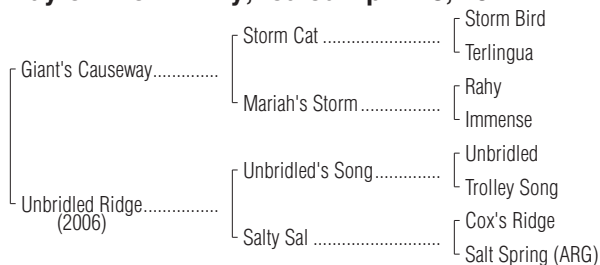 Storm Bird
Storm Cat ........................
Terlingua
Giant's Causeway..............
Rahy
Mariah's Storm .................
Immense
Unbridled
Unbridled's Song..............
Trolley Song
Unbridled Ridge................
(2006)
Cox's Ridge
Salty Sal ..........................
Salt Spring (ARG)